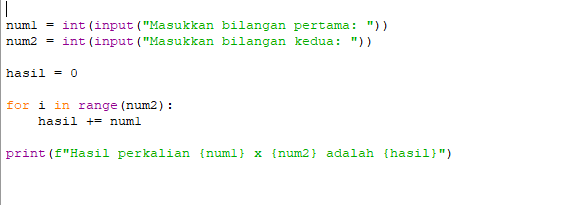 num1 = int(input("Masukkan bilangan pertama: "))
num2 = int(input("Masukkan bilangan kedua: "))
hasil = 0
for i in range(num2):
    hasil += num1
print(f"Hasil perkalian {num1} x {num2} adalah {hasil}")